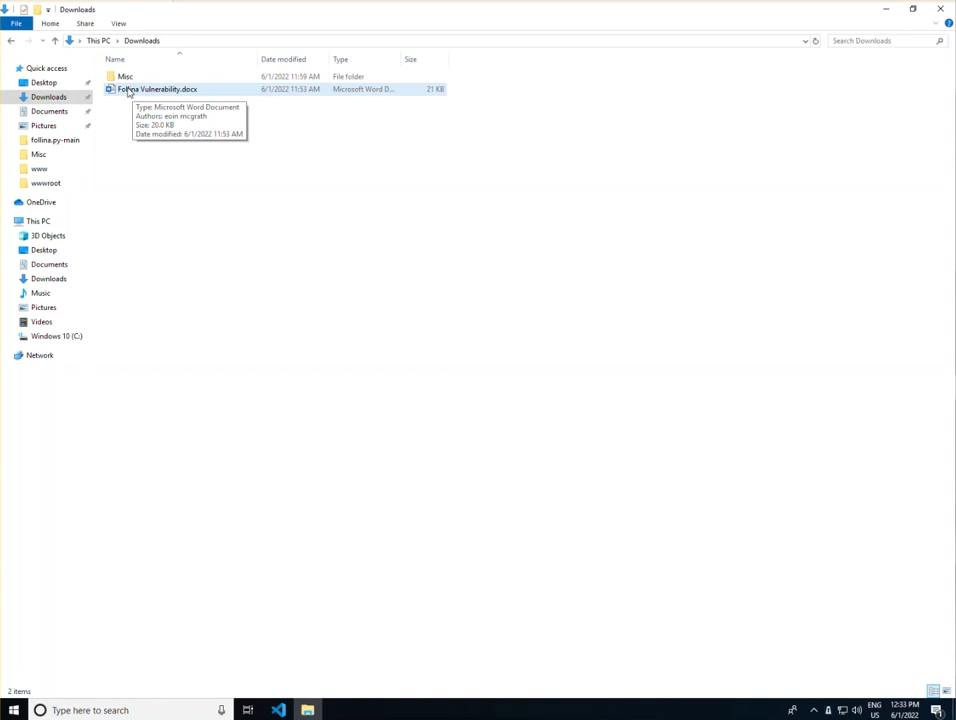 Downloads
File
Home
Share
View
This PC
Downloads
Search Downloads
Name
Date modified
Type
Size
Misc
6/1/2022 11:59 AM
File folder
Follina Vulnerability.docx
6/1/2022 11:53 AM
Microsoft Word D...
21 KB
Type: Microsoft Word Document
Authors: eoin mcgrath
Size: 20.0 KB
Date modified: 6/1/2022 11:53 AM
Quick access
Desktop
Downloads
Documents
Pictures
follina.py-main
Misc
www
wwwroot
OneDrive
This PC
3D Objects
Desktop
Documents
Downloads
Music
Pictures
Videos
Windows 10 (C:)
Network
2 items
Type here to search
ENG
US
12:33 PM
6/1/2022